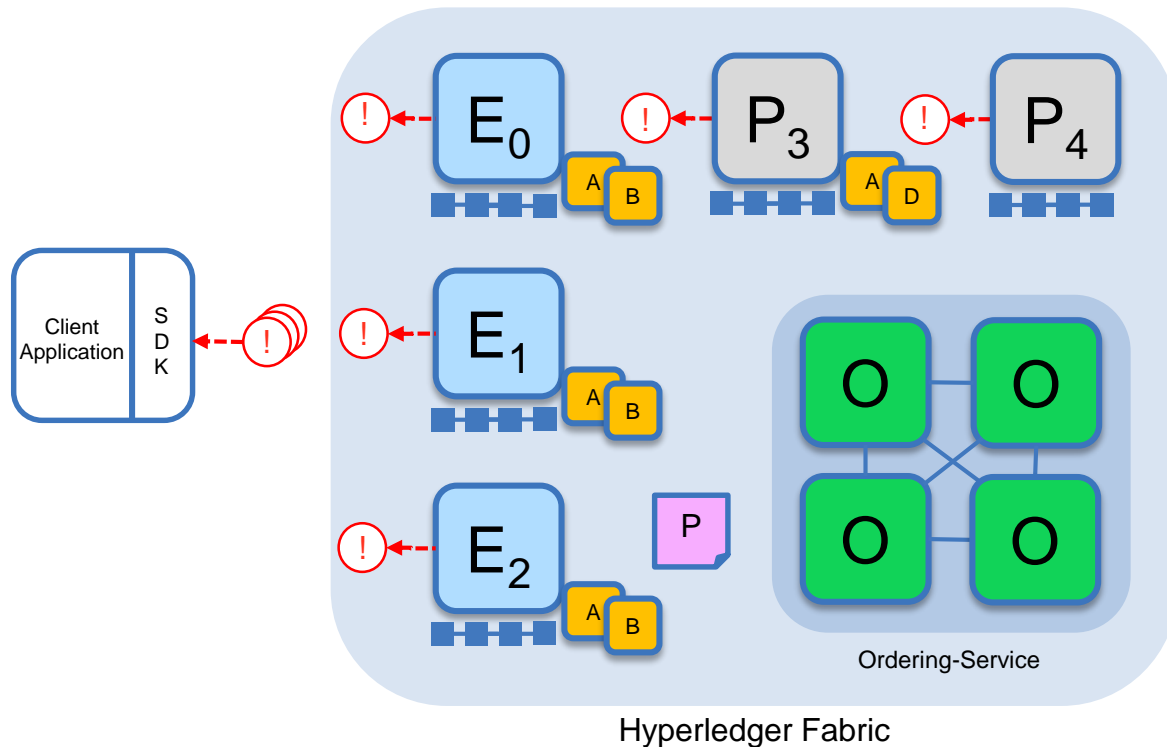 !
E0
A
B
!
P3
A
D
!
P4
Client
Application
S
D
K
!
!
E1
A
B
!
E2
A
B
P
O
O
O
O
Ordering-Service
Hyperledger Fabric